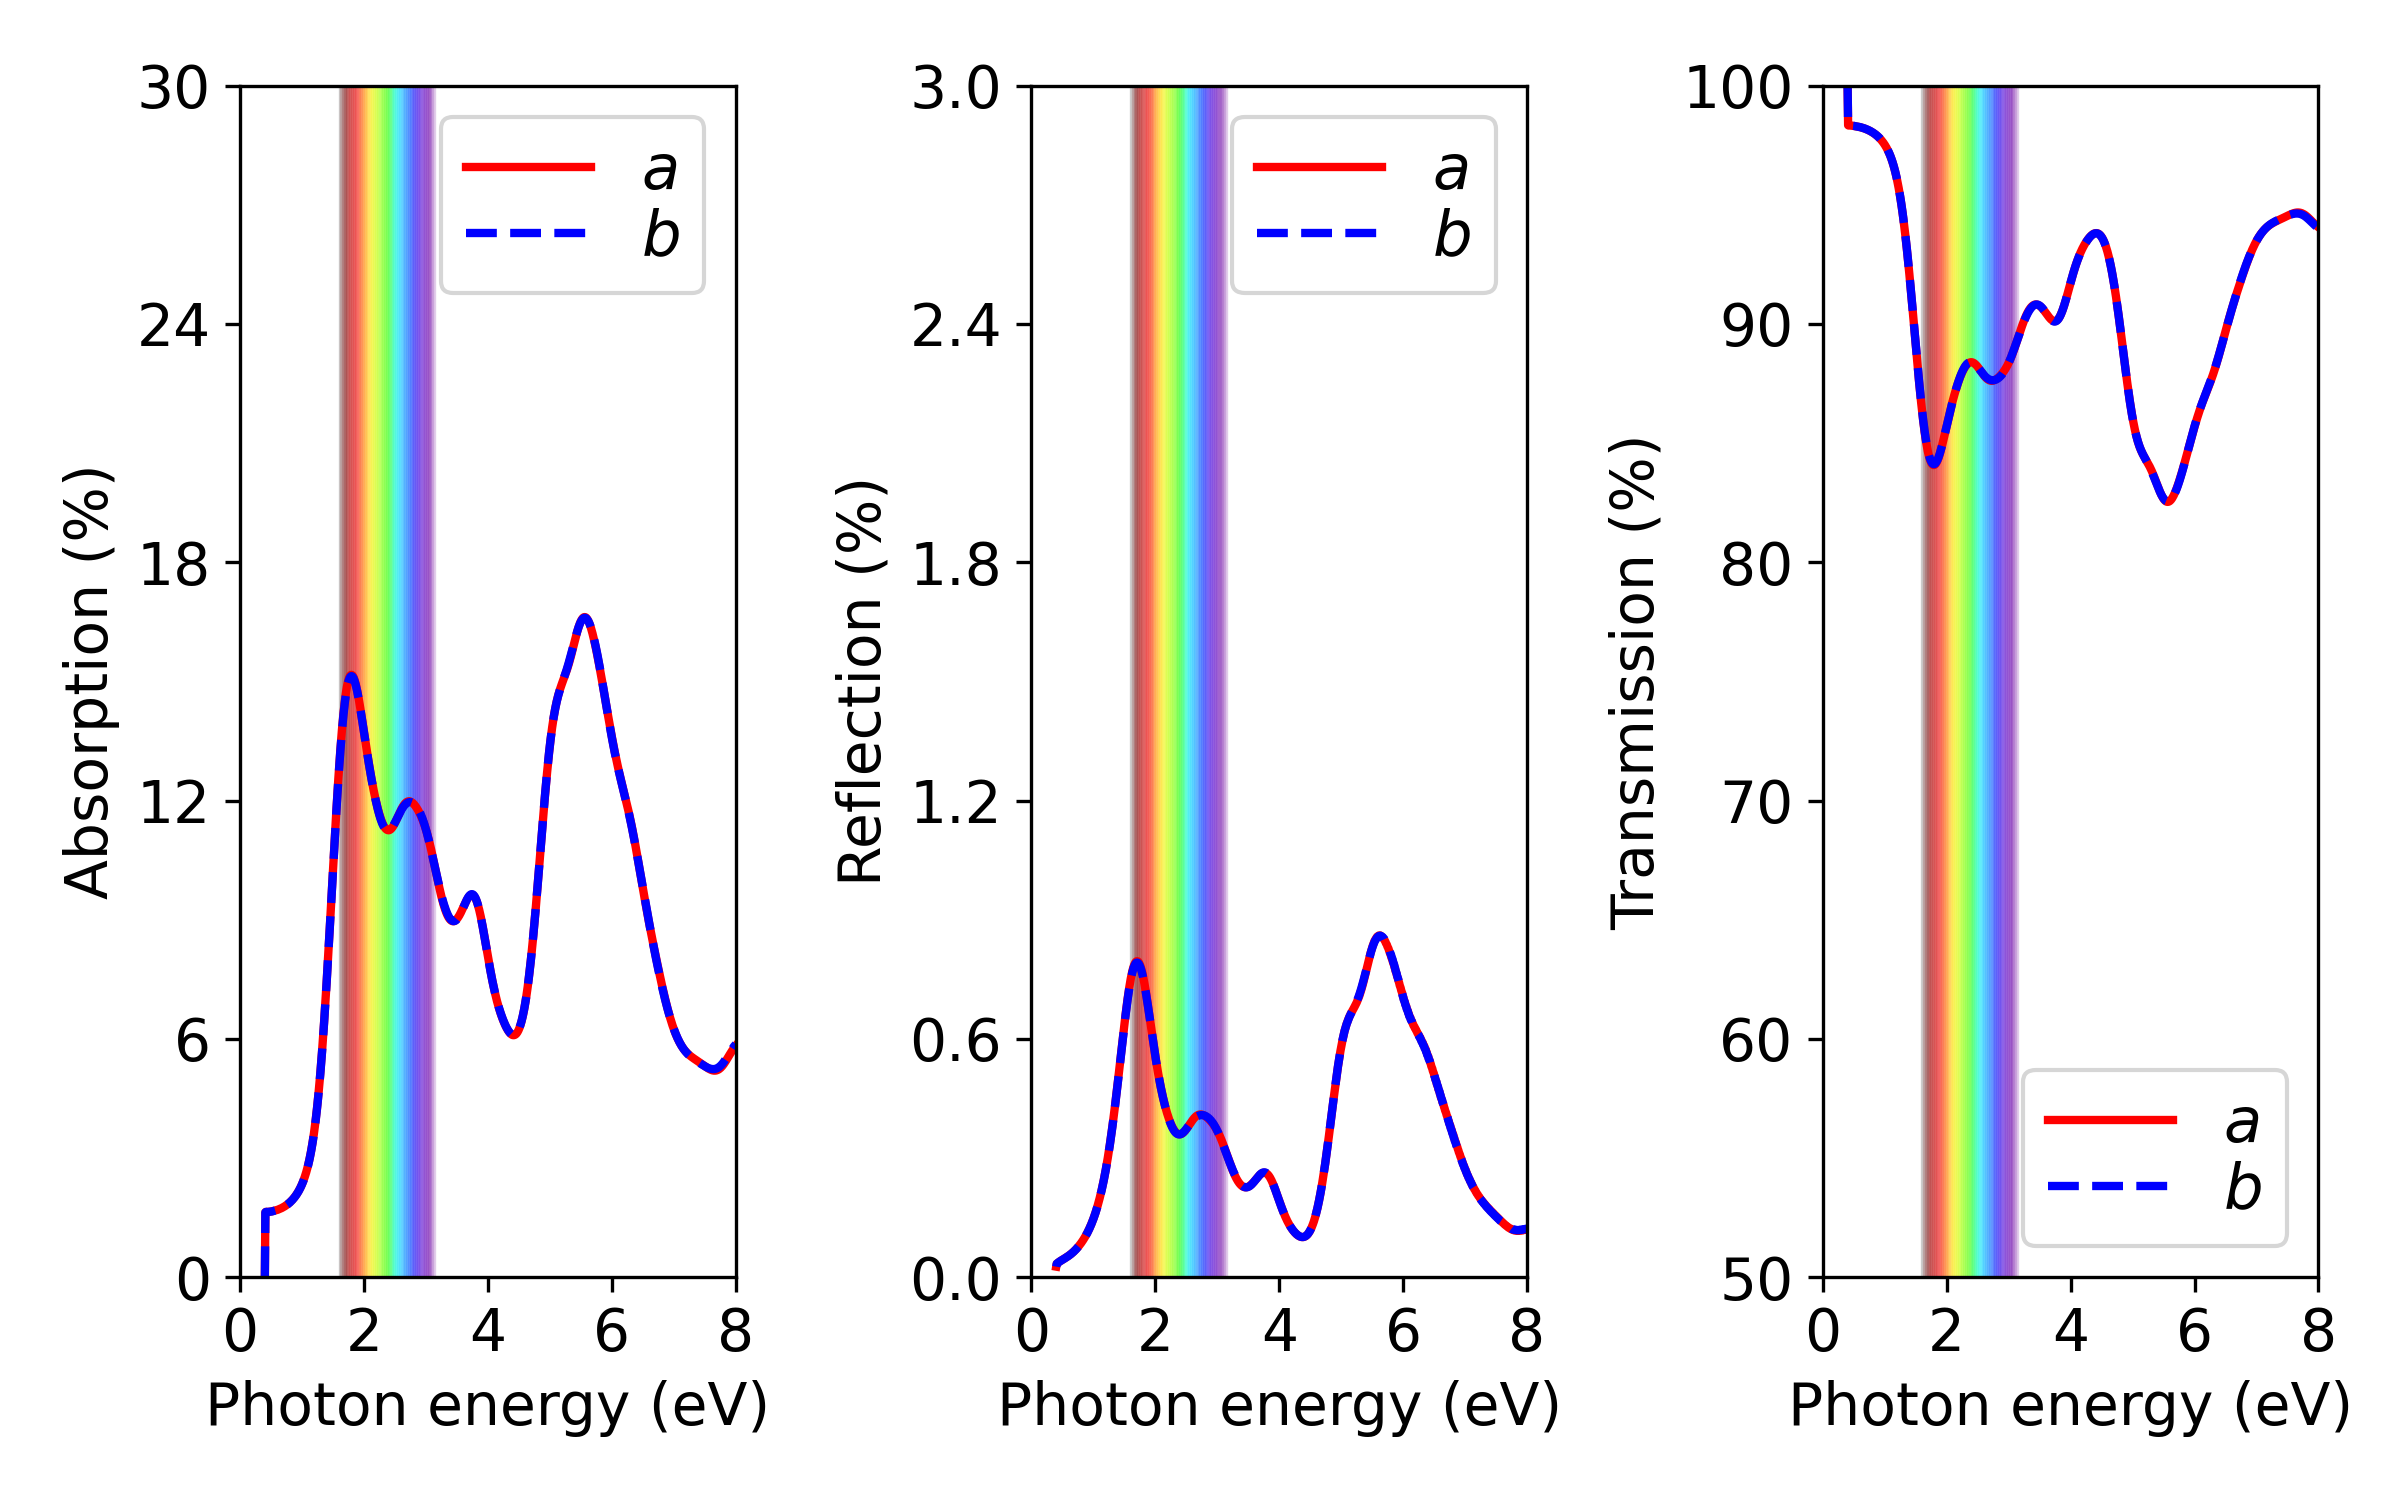 Absorption (%)
30
24
18
12
6
0
0 2 4 6 8
Photon energy (eV)
a
b
Reflection (%)
3.0
2.4
1.8
1.2
0.6
0.0
0 2 4 6 8
Photon energy (eV)
a
b
Transmission (%)
100
90
80
70
60
50
0 2 4 6 8
Photon energy (eV)
a
b